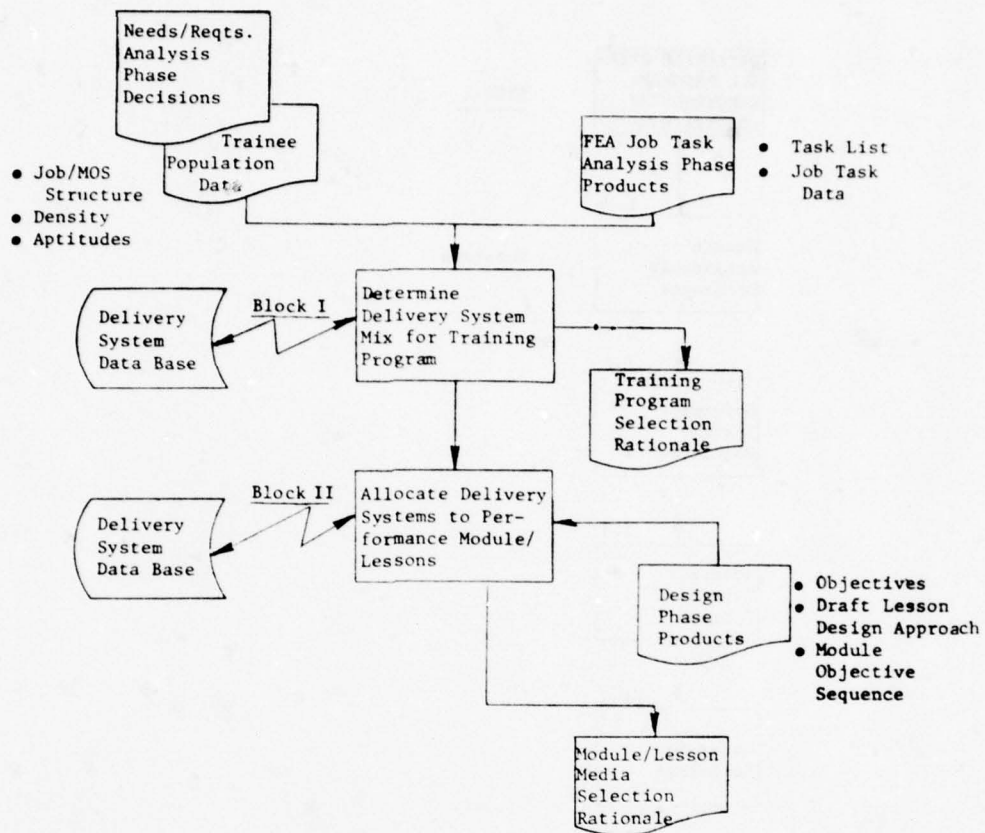 Needs/Reqts.
Analysis
Phase
Decisions
Trainee
Population
Data
• Job/MOS
Structure
• Density
• Aptitudes
FEA Job Task
Analysis Phase
Products
• Task List
• Job Task
Data
Delivery
System
Data Base
Block I
Determine
Delivery System
Mix for Training
Program
Training
Program
Selection
Rationale
Delivery
System
Data Base
Block II
Allocate Delivery
Systems to Per-
formance Module/
Lessons
Design
Phase
Products
• Objectives
• Draft Lesson
Design Approach
• Module
Objective
Sequence
Module/Lesson
Media
Selection
Rationale